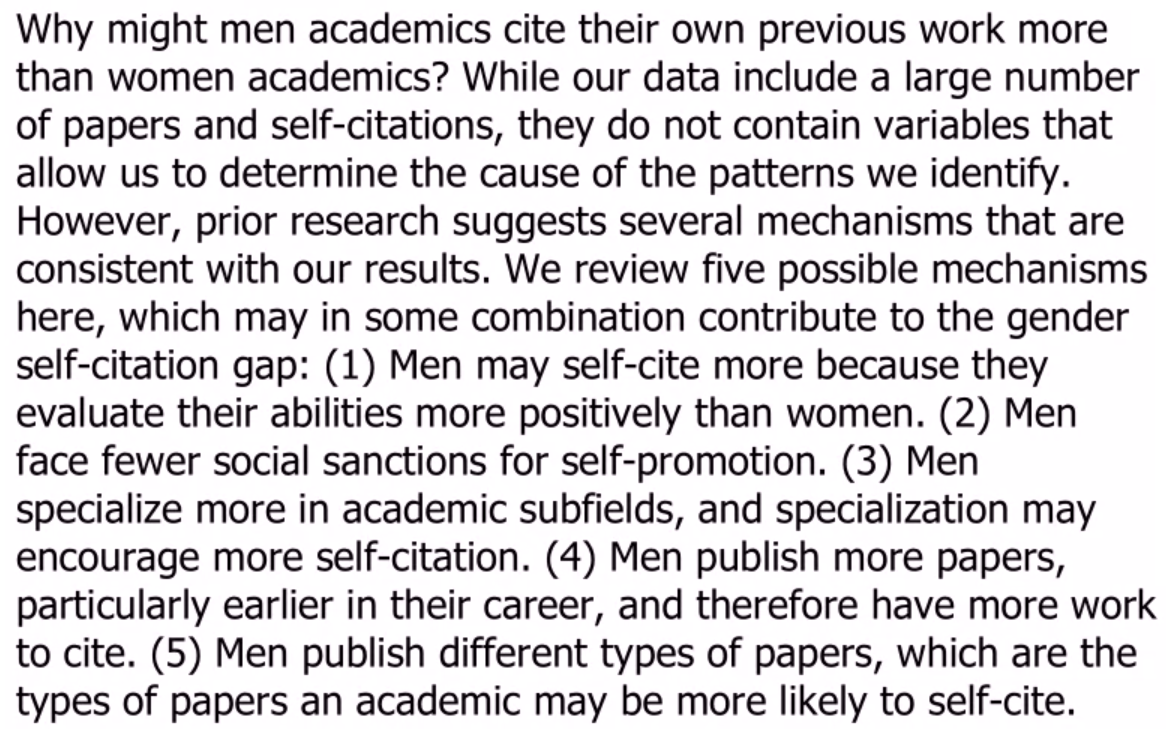 Why might men academics cite their own previous work more
than women academics? While our data include a large number
of papers and self-citations, they do not contain variables that
allow us to determine the cause of the patterns we identify.
However, prior research suggests several mechanisms that are
consistent with our results. We review five possible mechanisms
here, which may in some combination contribute to the gender
self-citation gap: (1) Men may self-cite more because they
evaluate their abilities more positively than women. (2) Men
face fewer social sanctions for self-promotion. (3) Men
specialize more in academic subfields, and specialization may
encourage more self-citation. (4) Men publish more papers,
particularly earlier in their career, and therefore have more work
to cite. (5) Men publish different types of papers, which are the
types of papers an academic may be more likely to self-cite.